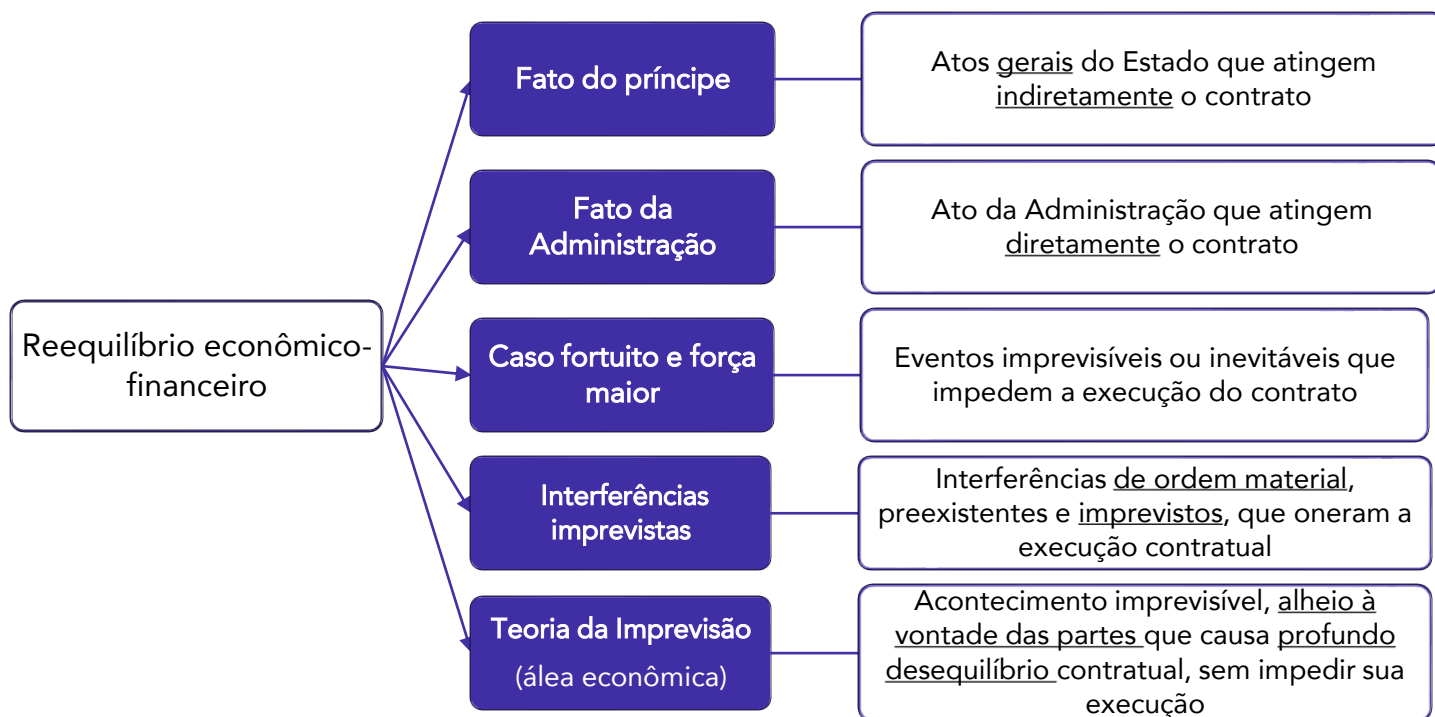 Reequilíbrio econômico-
financeiro
Fato do príncipe
Atos gerais do Estado que atingem
indiretamente o contrato
Fato da
Administração
Ato da Administração que atingem
diretamente o contrato
Caso fortuito e força
maior
Eventos imprevisíveis ou inevitáveis que
impedem a execução do contrato
Interferências
imprevistas
Interferências de ordem material,
preexistentes e imprevistos, que oneram a
execução contratual
Teoria da Imprevisão
(álea econômica)
Acontecimento imprevisível, alheio à
vontade das partes que causa profundo
desequilíbrio contratual, sem impedir sua
execução